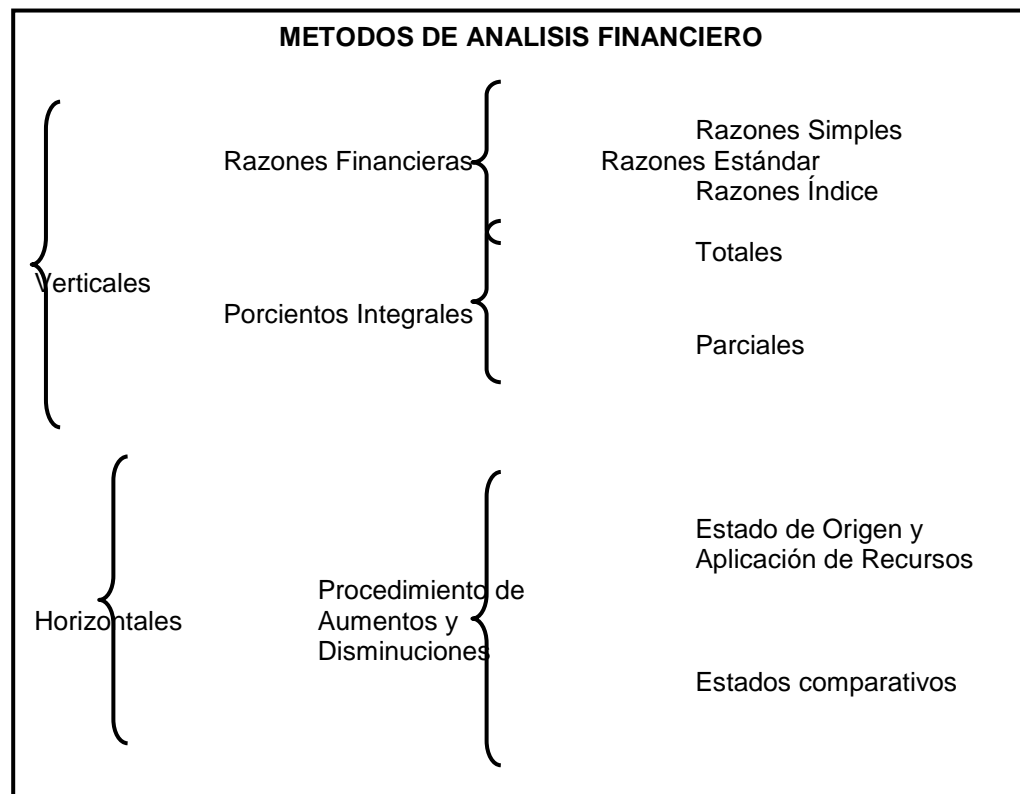 METODOS DE ANALISIS FINANCIERO
Razones Simples
Razones Financieras Razones Estándar
Razones Índice
Totales
Verticales
Porcientos Integrales
Parciales
Estado de Origen y
Aplicación de Recursos
Procedimiento de
Horizontales Aumentos y
Disminuciones
Estados comparativos